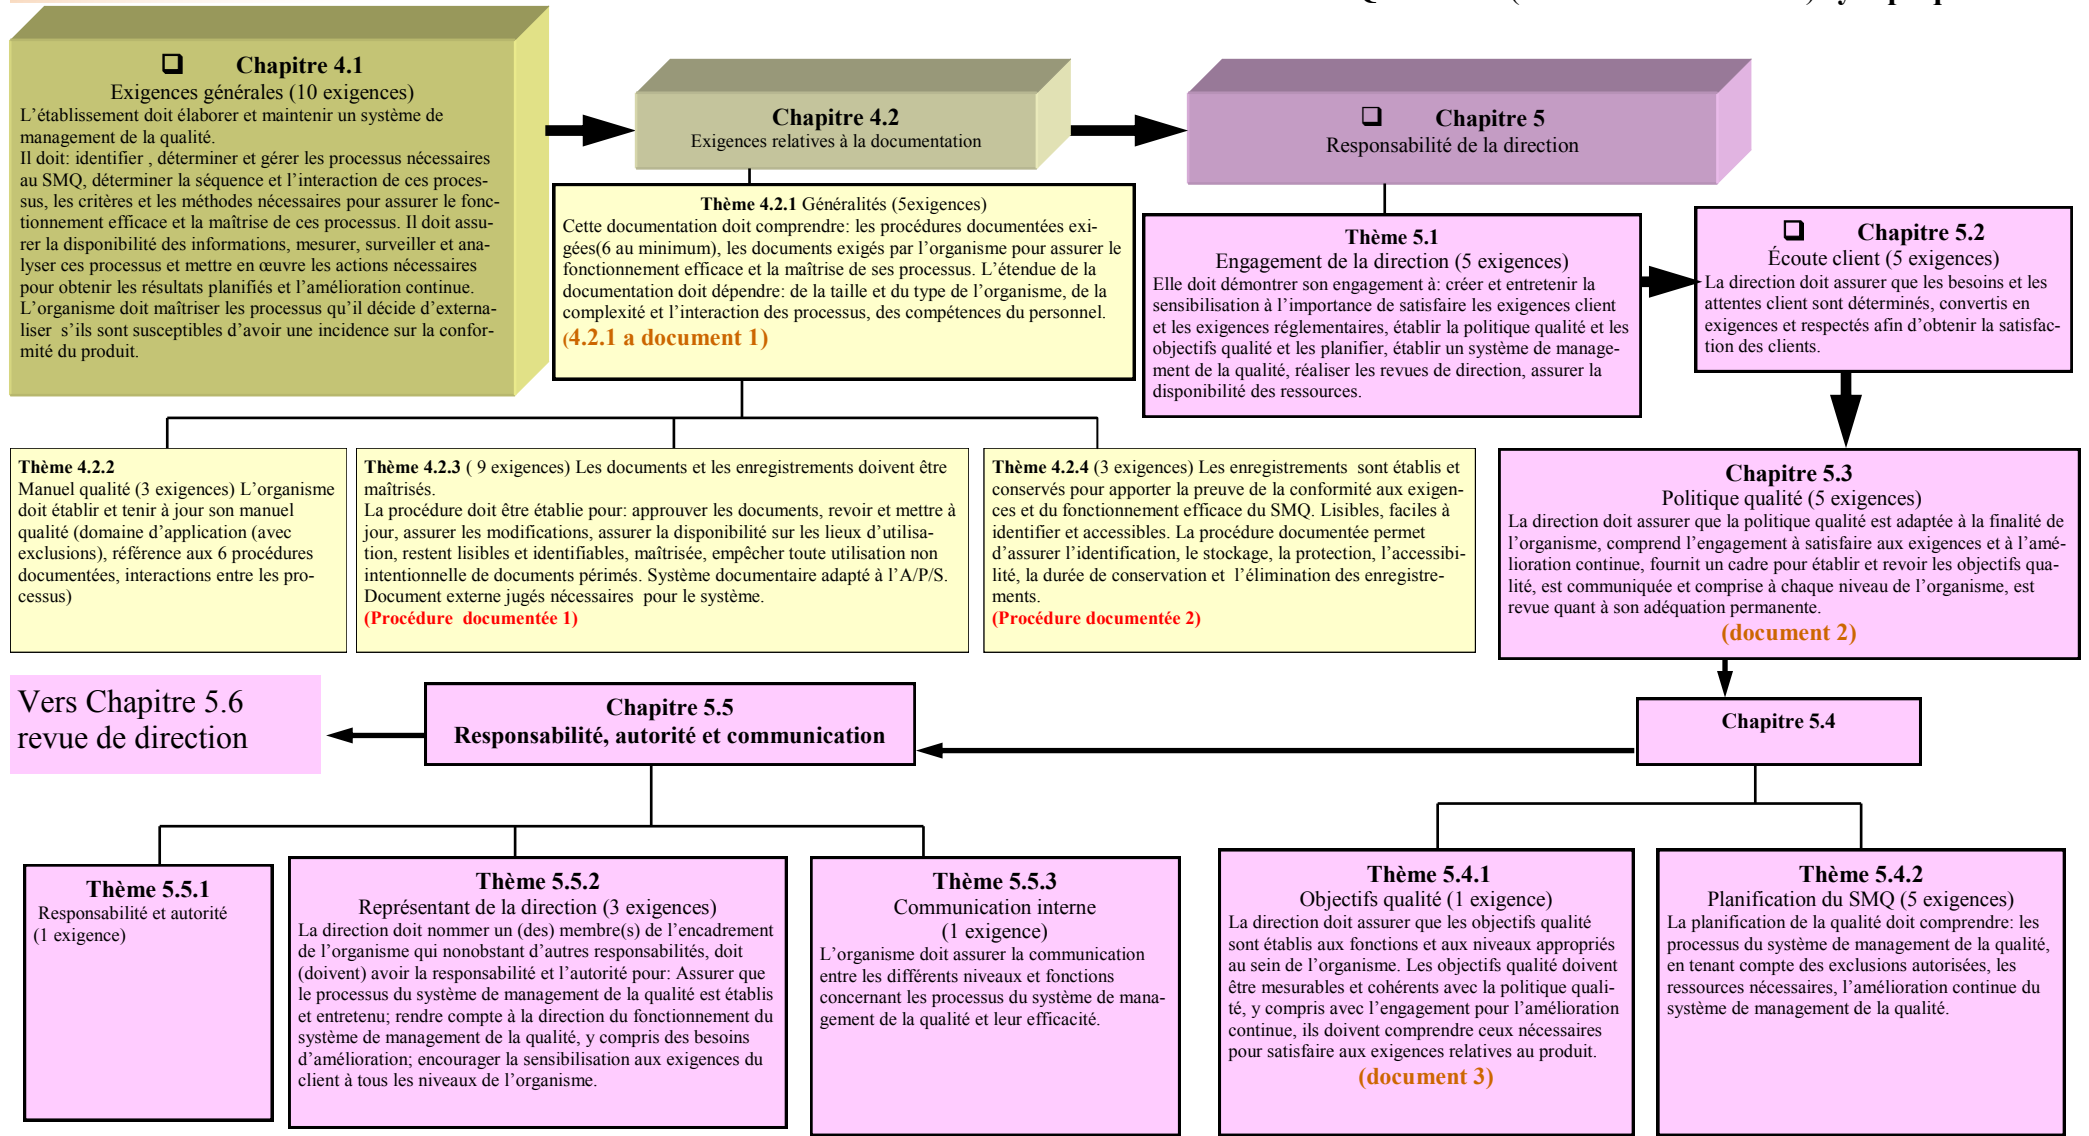 ❑ Chapitre 4.1
Exigences générales (10 exigences)
L’établissement doit élaborer et maintenir un système de
management de la qualité.
Il doit: identifier , déterminer et gérer les processus nécessaires
au SMQ, déterminer la séquence et l’interaction de ces proces-
sus, les critères et les méthodes nécessaires pour assurer le fonc-
tionnement efficace et la maîtrise de ces processus. Il doit assu-
rer la disponibilité des informations, mesurer, surveiller et ana-
lyser ces processus et mettre en œuvre les actions nécessaires
pour obtenir les résultats planifiés et l’amélioration continue.
L’organisme doit maîtriser les processus qu’il décide d’externa-
liser s’ils sont susceptibles d’avoir une incidence sur la confor-
mité du produit.
Chapitre 4.2
Exigences relatives à la documentation
❑ Chapitre 5
Responsabilité de la direction
Thème 4.2.1 Généralités (5exigences)
Cette documentation doit comprendre: les procédures documentées exi-
gées(6 au minimum), les documents exigés par l’organisme pour assurer le
fonctionnement efficace et la maîtrise de ses processus. L’étendue de la
documentation doit dépendre: de la taille et du type de l’organisme, de la
complexité et l’interaction des processus, des compétences du personnel.
(4.2.1 a document 1)
Thème 5.1
Engagement de la direction (5 exigences)
Elle doit démontrer son engagement à: créer et entretenir la
sensibilisation à l’importance de satisfaire les exigences client
et les exigences réglementaires, établir la politique qualité et les
objectifs qualité et les planifier, établir un système de manage-
ment de la qualité, réaliser les revues de direction, assurer la
disponibilité des ressources.
❑ Chapitre 5.2
Écoute client (5 exigences)
La direction doit assurer que les besoins et les
attentes client sont déterminés, convertis en
exigences et respectés afin d’obtenir la satisfac-
tion des clients.
Thème 4.2.2
Manuel qualité (3 exigences) L’organisme
doit établir et tenir à jour son manuel
qualité (domaine d’application (avec
exclusions), référence aux 6 procédures
documentées, interactions entre les pro-
cessus)
Thème 4.2.3 ( 9 exigences) Les documents et les enregistrements doivent être
maîtrisés.
La procédure doit être établie pour: approuver les documents, revoir et mettre à
jour, assurer les modifications, assurer la disponibilité sur les lieux d’utilisa-
tion, restent lisibles et identifiables, maîtrisée, empêcher toute utilisation non
intentionnelle de documents périmés. Système documentaire adapté à l’A/P/S.
Document externe jugés nécessaires pour le système.
(Procédure documentée 1)
Thème 4.2.4 (3 exigences) Les enregistrements sont établis et
conservés pour apporter la preuve de la conformité aux exigen-
ces et du fonctionnement efficace du SMQ. Lisibles, faciles à
identifier et accessibles. La procédure documentée permet
d’assurer l’identification, le stockage, la protection, l’accessibi-
lité, la durée de conservation et l’élimination des enregistre-
ments.
(Procédure documentée 2)
Chapitre 5.3
Politique qualité (5 exigences)
La direction doit assurer que la politique qualité est adaptée à la finalité de
l’organisme, comprend l’engagement à satisfaire aux exigences et à l’amé-
lioration continue, fournit un cadre pour établir et revoir les objectifs qua-
lité, est communiquée et comprise à chaque niveau de l’organisme, est
revue quant à son adéquation permanente.
(document 2)
Vers Chapitre 5.6
revue de direction
Chapitre 5.5
Responsabilité, autorité et communication
Chapitre 5.4
Thème 5.5.1
Responsabilité et autorité
(1 exigence)
Thème 5.5.2
Représentant de la direction (3 exigences)
La direction doit nommer un (des) membre(s) de l’encadrement
de l’organisme qui nonobstant d’autres responsabilités, doit
(doivent) avoir la responsabilité et l’autorité pour: Assurer que
le processus du système de management de la qualité est établis
et entretenu; rendre compte à la direction du fonctionnement du
système de management de la qualité, y compris des besoins
d’amélioration; encourager la sensibilisation aux exigences du
client à tous les niveaux de l’organisme.
Thème 5.5.3
Communication interne
(1 exigence)
L’organisme doit assurer la communication
entre les différents niveaux et fonctions
concernant les processus du système de mana-
gement de la qualité et leur efficacité.
Thème 5.4.1
Objectifs qualité (1 exigence)
La direction doit assurer que les objectifs qualité
sont établis aux fonctions et aux niveaux appropriés
au sein de l’organisme. Les objectifs qualité doivent
être mesurables et cohérents avec la politique quali-
té, y compris avec l’engagement pour l’amélioration
continue, ils doivent comprendre ceux nécessaires
pour satisfaire aux exigences relatives au produit.
(document 3)
Thème 5.4.2
Planification du SMQ (5 exigences)
La planification de la qualité doit comprendre: les
processus du système de management de la qualité,
en tenant compte des exclusions autorisées, les
ressources nécessaires, l’amélioration continue du
système de management de la qualité.